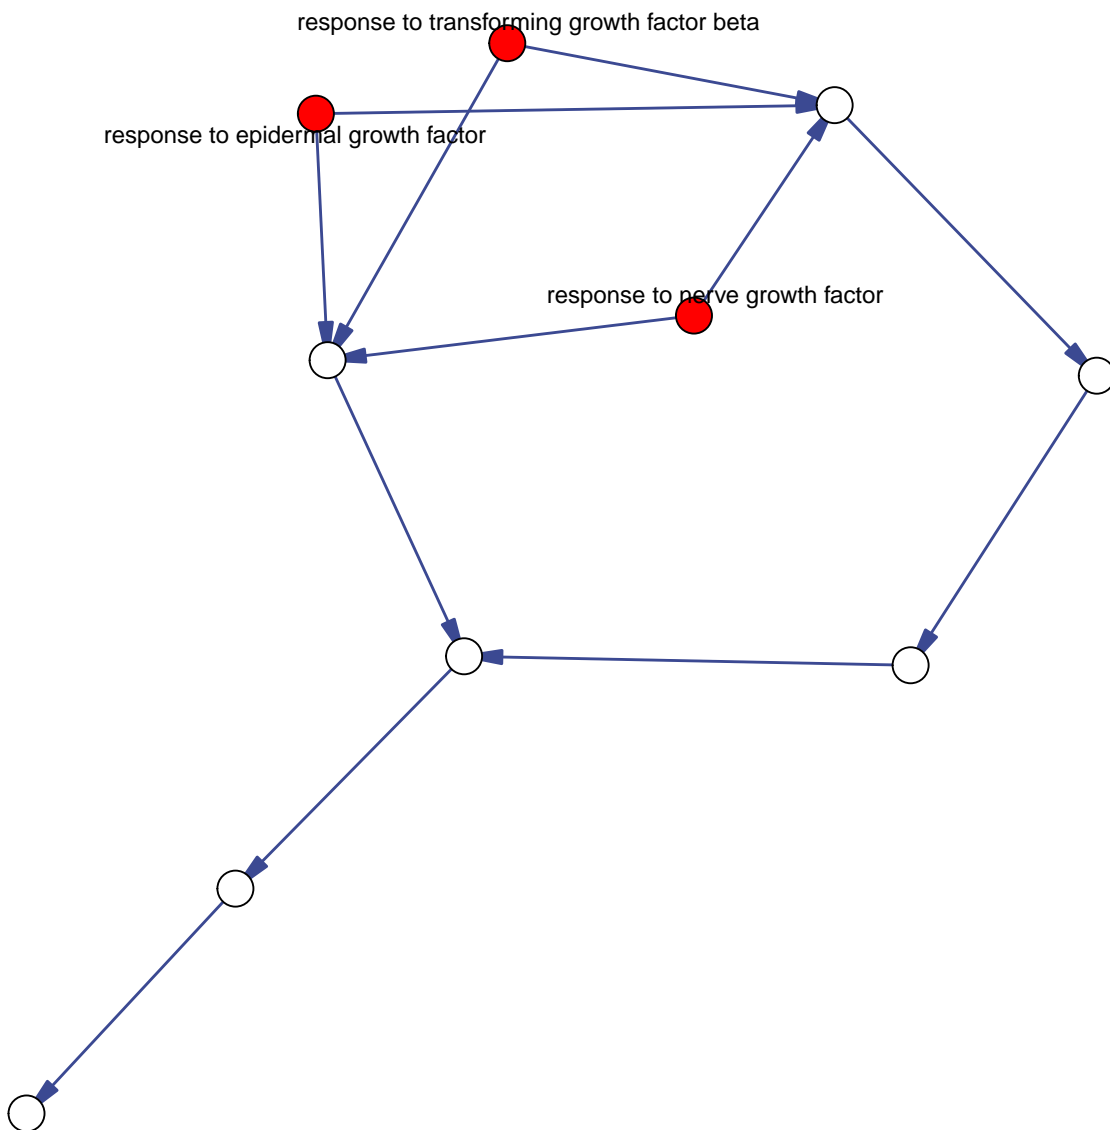 response to transforming growth factor beta
response to epidermal growth factor
response to nerve growth factor